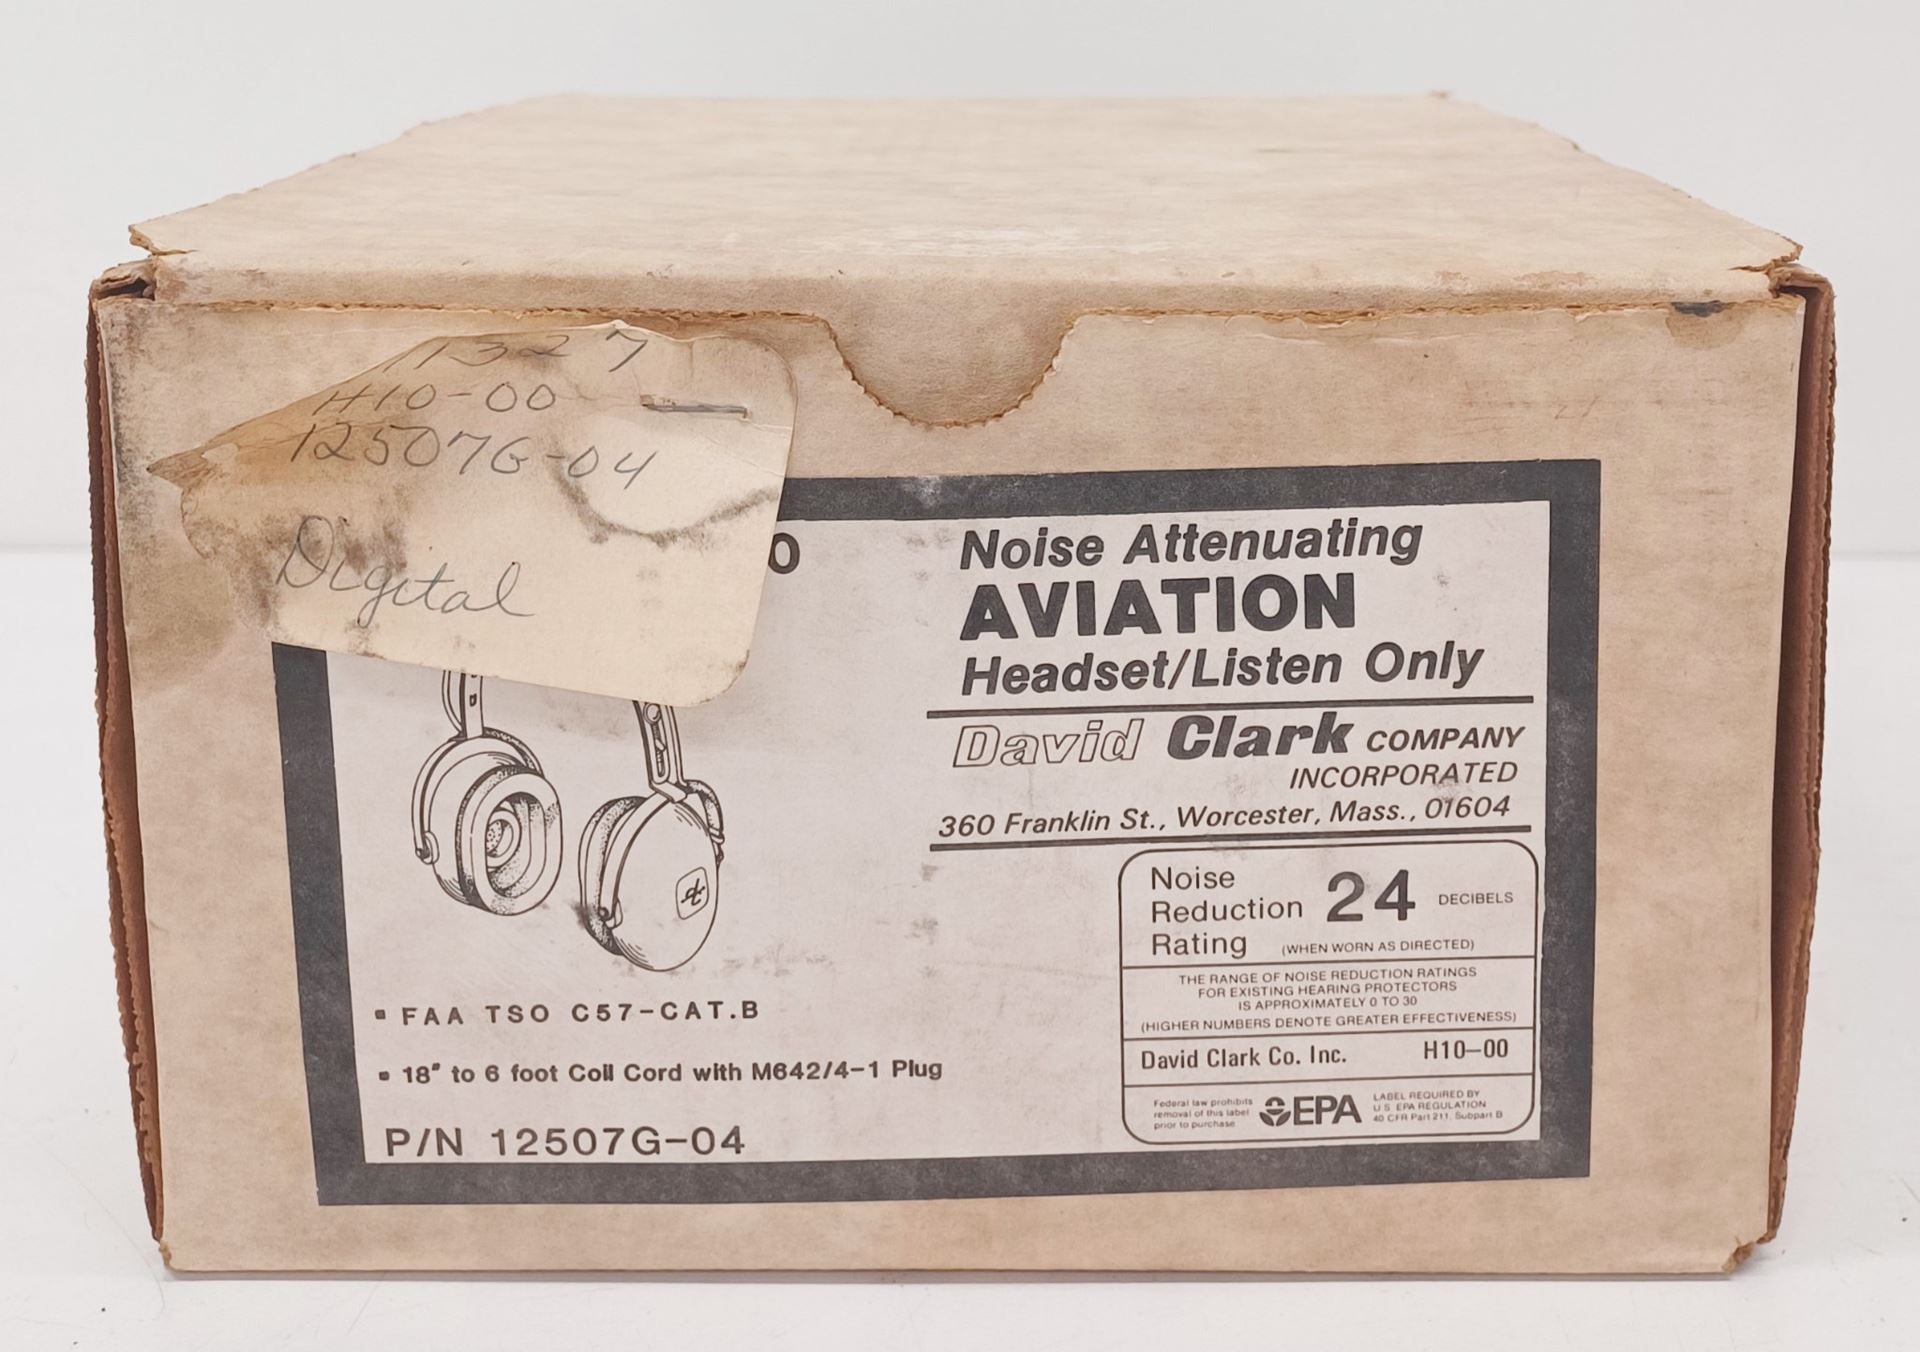 11327
H10-00
12507G-04
Digital
0
Noise Attenuating
AVIATION
Headset/Listen Only
David Clark COMPANY
INCORPORATED
360 Franklin St., Worcester, Mass., 01604
Noise
Reduction 24 DECIBELS
Rating (WHEN WORN AS DIRECTED)
THE RANGE OF NOISE REDUCTION RATINGS
FOR EXISTING HEARING PROTECTORS
IS APPROXIMATELY 0 TO 30
(HIGHER NUMBERS DENOTE GREATER EFFECTIVENESS)
David Clark Co. Inc. H10-00
Federal law prohibits
removal of this label
prior to purchase
EPA
LABEL REQUIRED BY
U.S. EPA REGULATION
40 CFR Part 211, Subpart B
FAA TSO C57-CAT.B
18" to 6 foot Coil Cord with M642/4-1 Plug
P/N 12507G-04